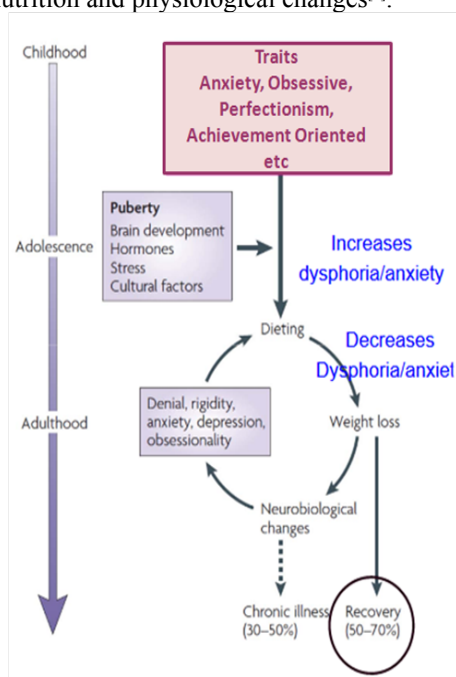 nutrition and physiological changes
Childhood
Traits
Anxiety, Obsessive,
Perfectionism,
Achievement Oriented
etc
Puberty
Brain development
Hormones
Stress
Cultural factors
Adolescence
Increases
dysphoria/anxiety
Dieting
Decreases
Dysphoria/anxiet
Denial, rigidity,
anxiety, depression,
obsessionality
Adulthood
Weight loss
Neurobiological
changes
Chronic illness
(30–50%)
Recovery
(50–70%)